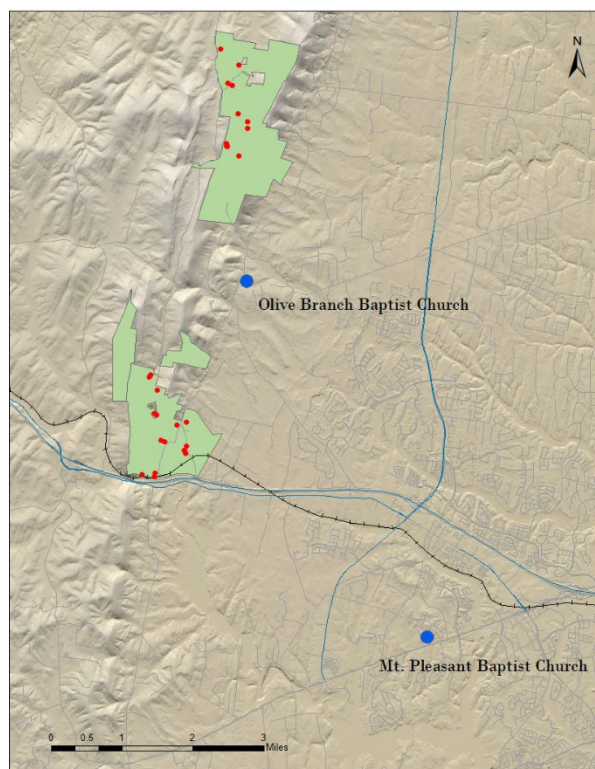 N
Olive Branch Baptist Church
Mt. Pleasant Baptist Church
0 0.5 1 2 3
Miles